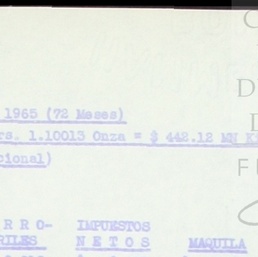 1965 (72 Meses)
rs. 1.10013 Onza = $ 442.12 MN K
cional)
R R O- IMPUESTOS
RILES N E T O S MAQUILA